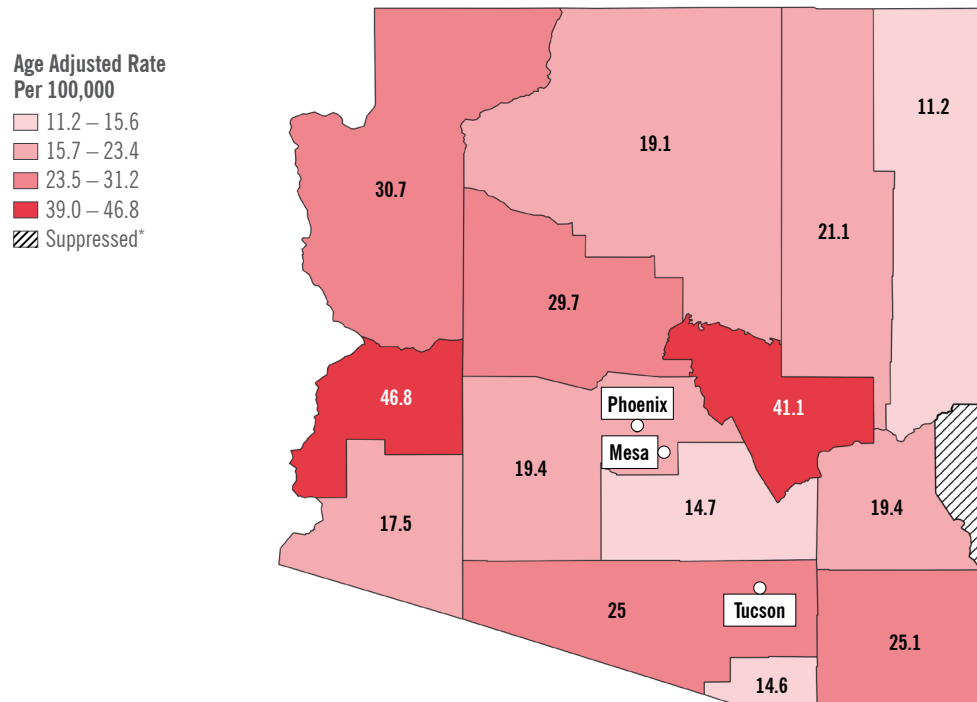 Age Adjusted Rate
Per 100,000
11.2 – 15.6
15.7 – 23.4
23.5 – 31.2
39.0 – 46.8
Suppressed*
11.2
19.1
30.7
21.1
29.7
46.8
Phoenix
41.1
Mesa
19.4
14.7
19.4
17.5
25
Tucson
25.1
14.6